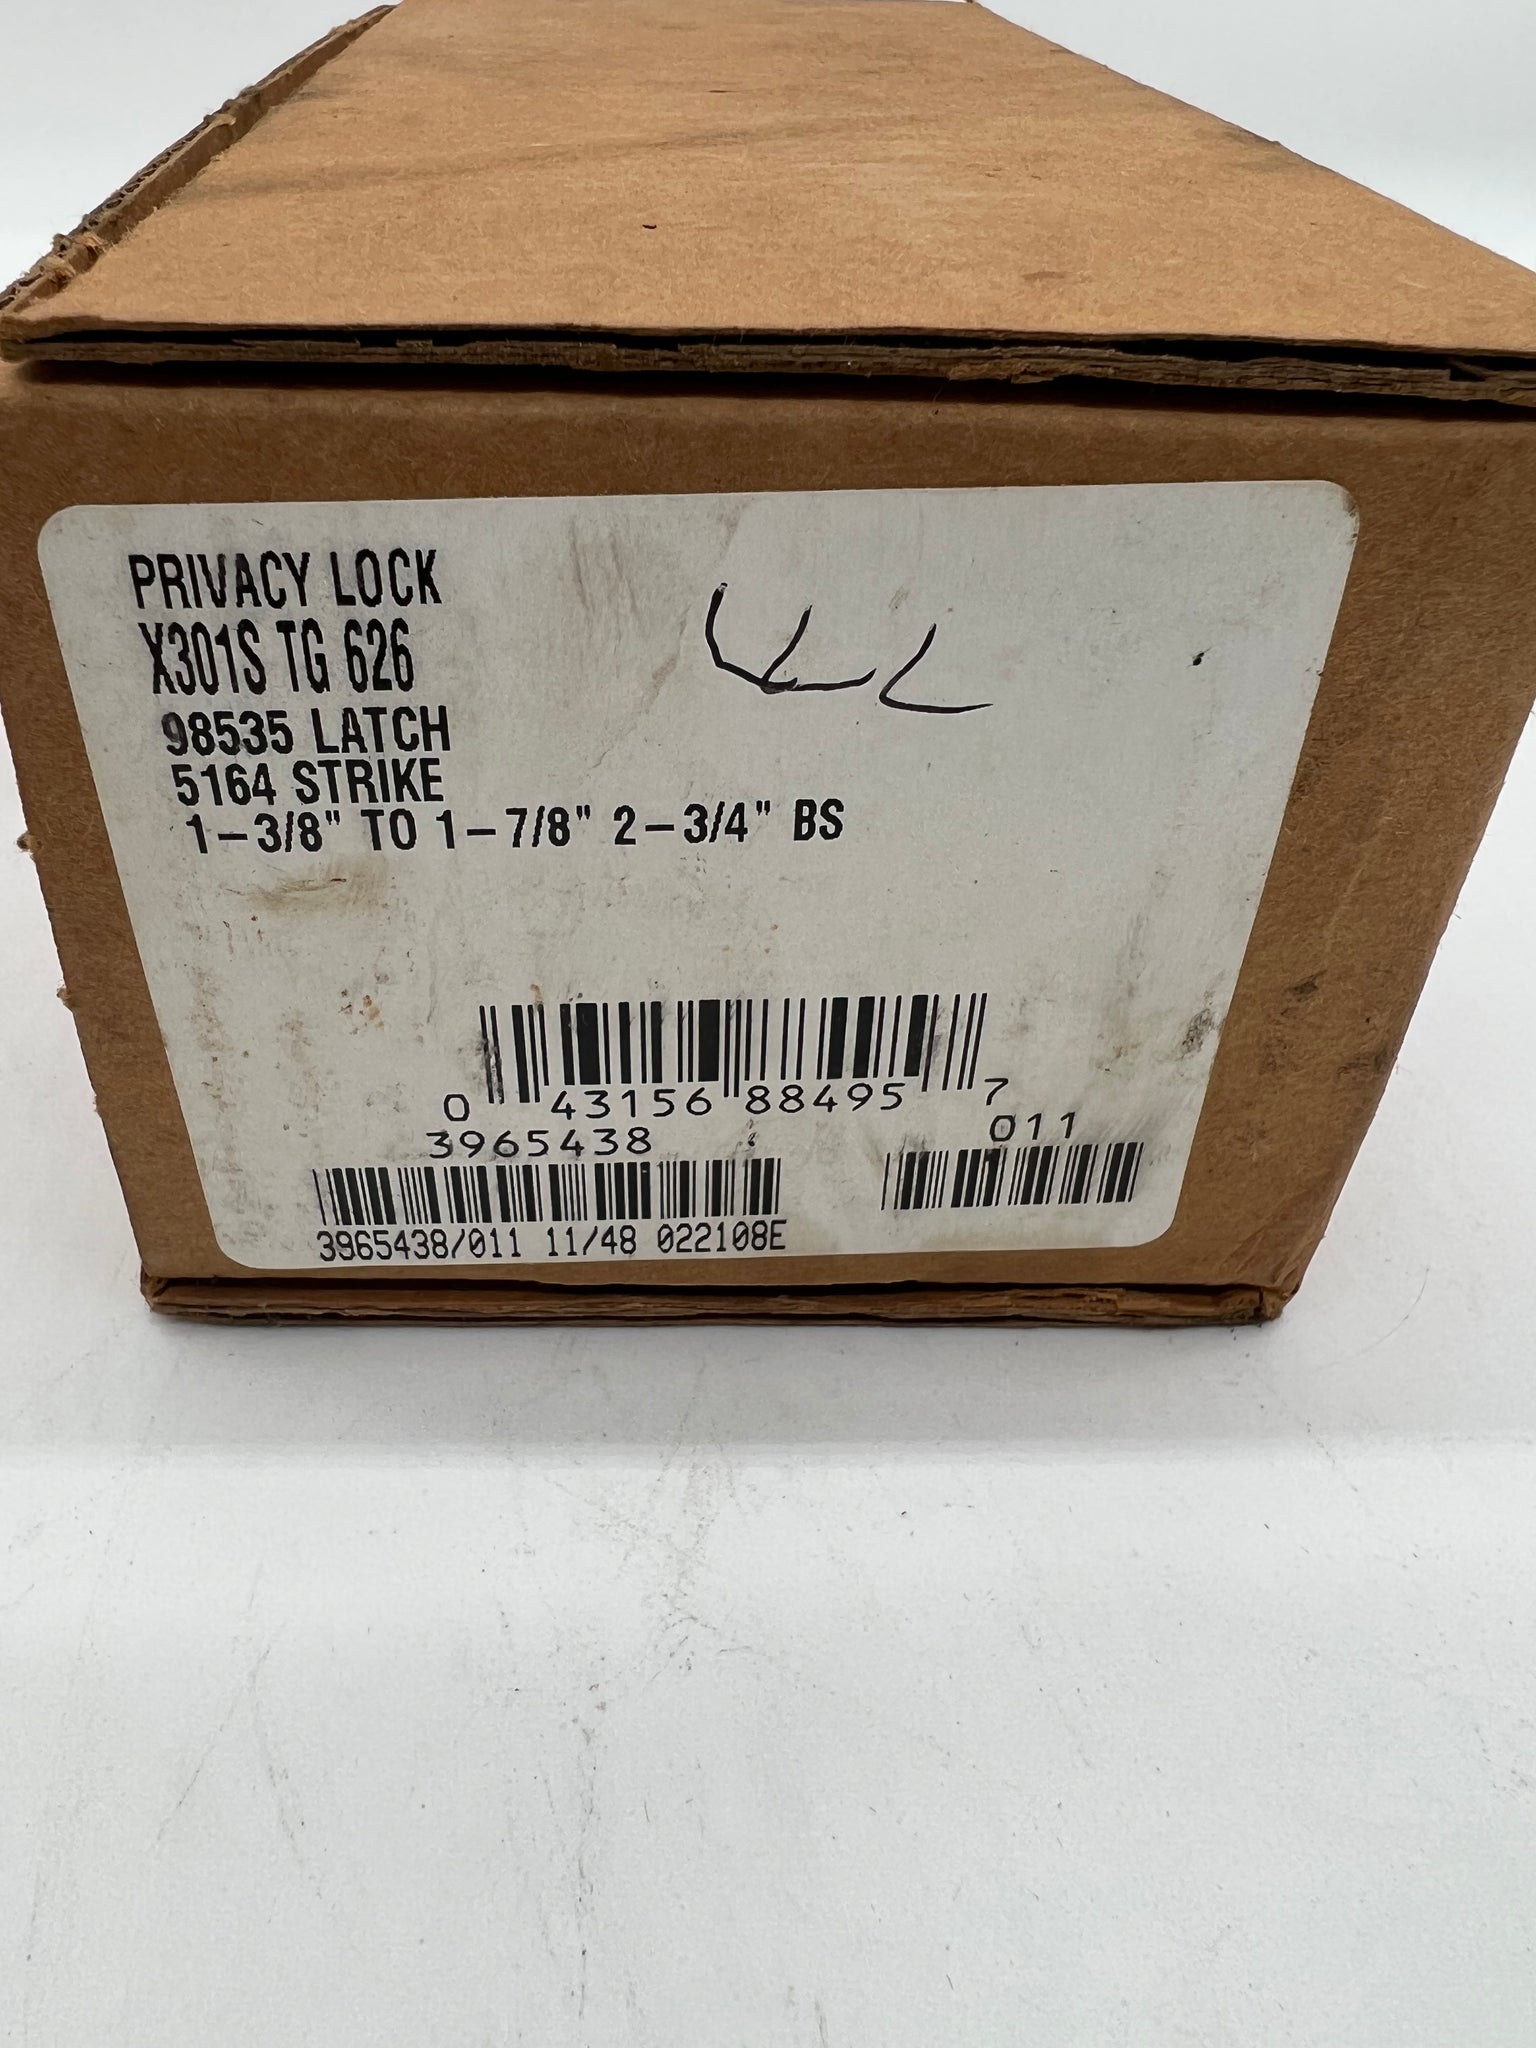 PRIVACY LOCK
X301S TG 626
98535 LATCH
5164 STRIKE
1-3/8" TO 1-7/8" 2-3/4" BS
0 43156 88495 7
3965438 011
3965438/011 11/48 022108E